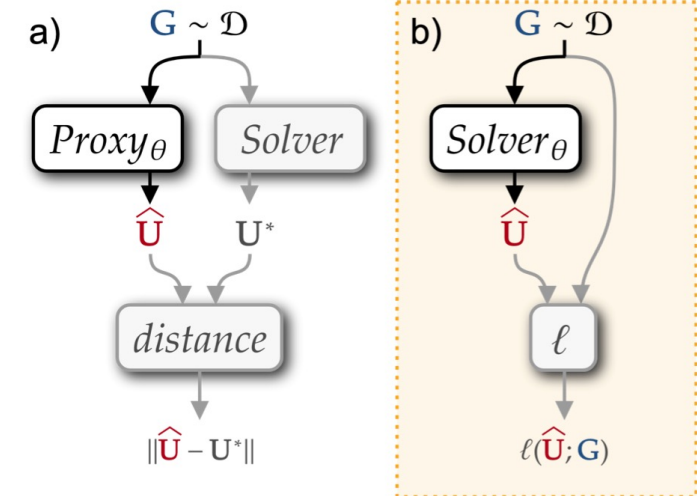 a)
G ~ 𝒟
Proxy_θ
Solver
Û
U*
distance
||Û – U*||
b)
G ~ 𝒟
Solver_θ
Û
ℓ
ℓ(Û; G)